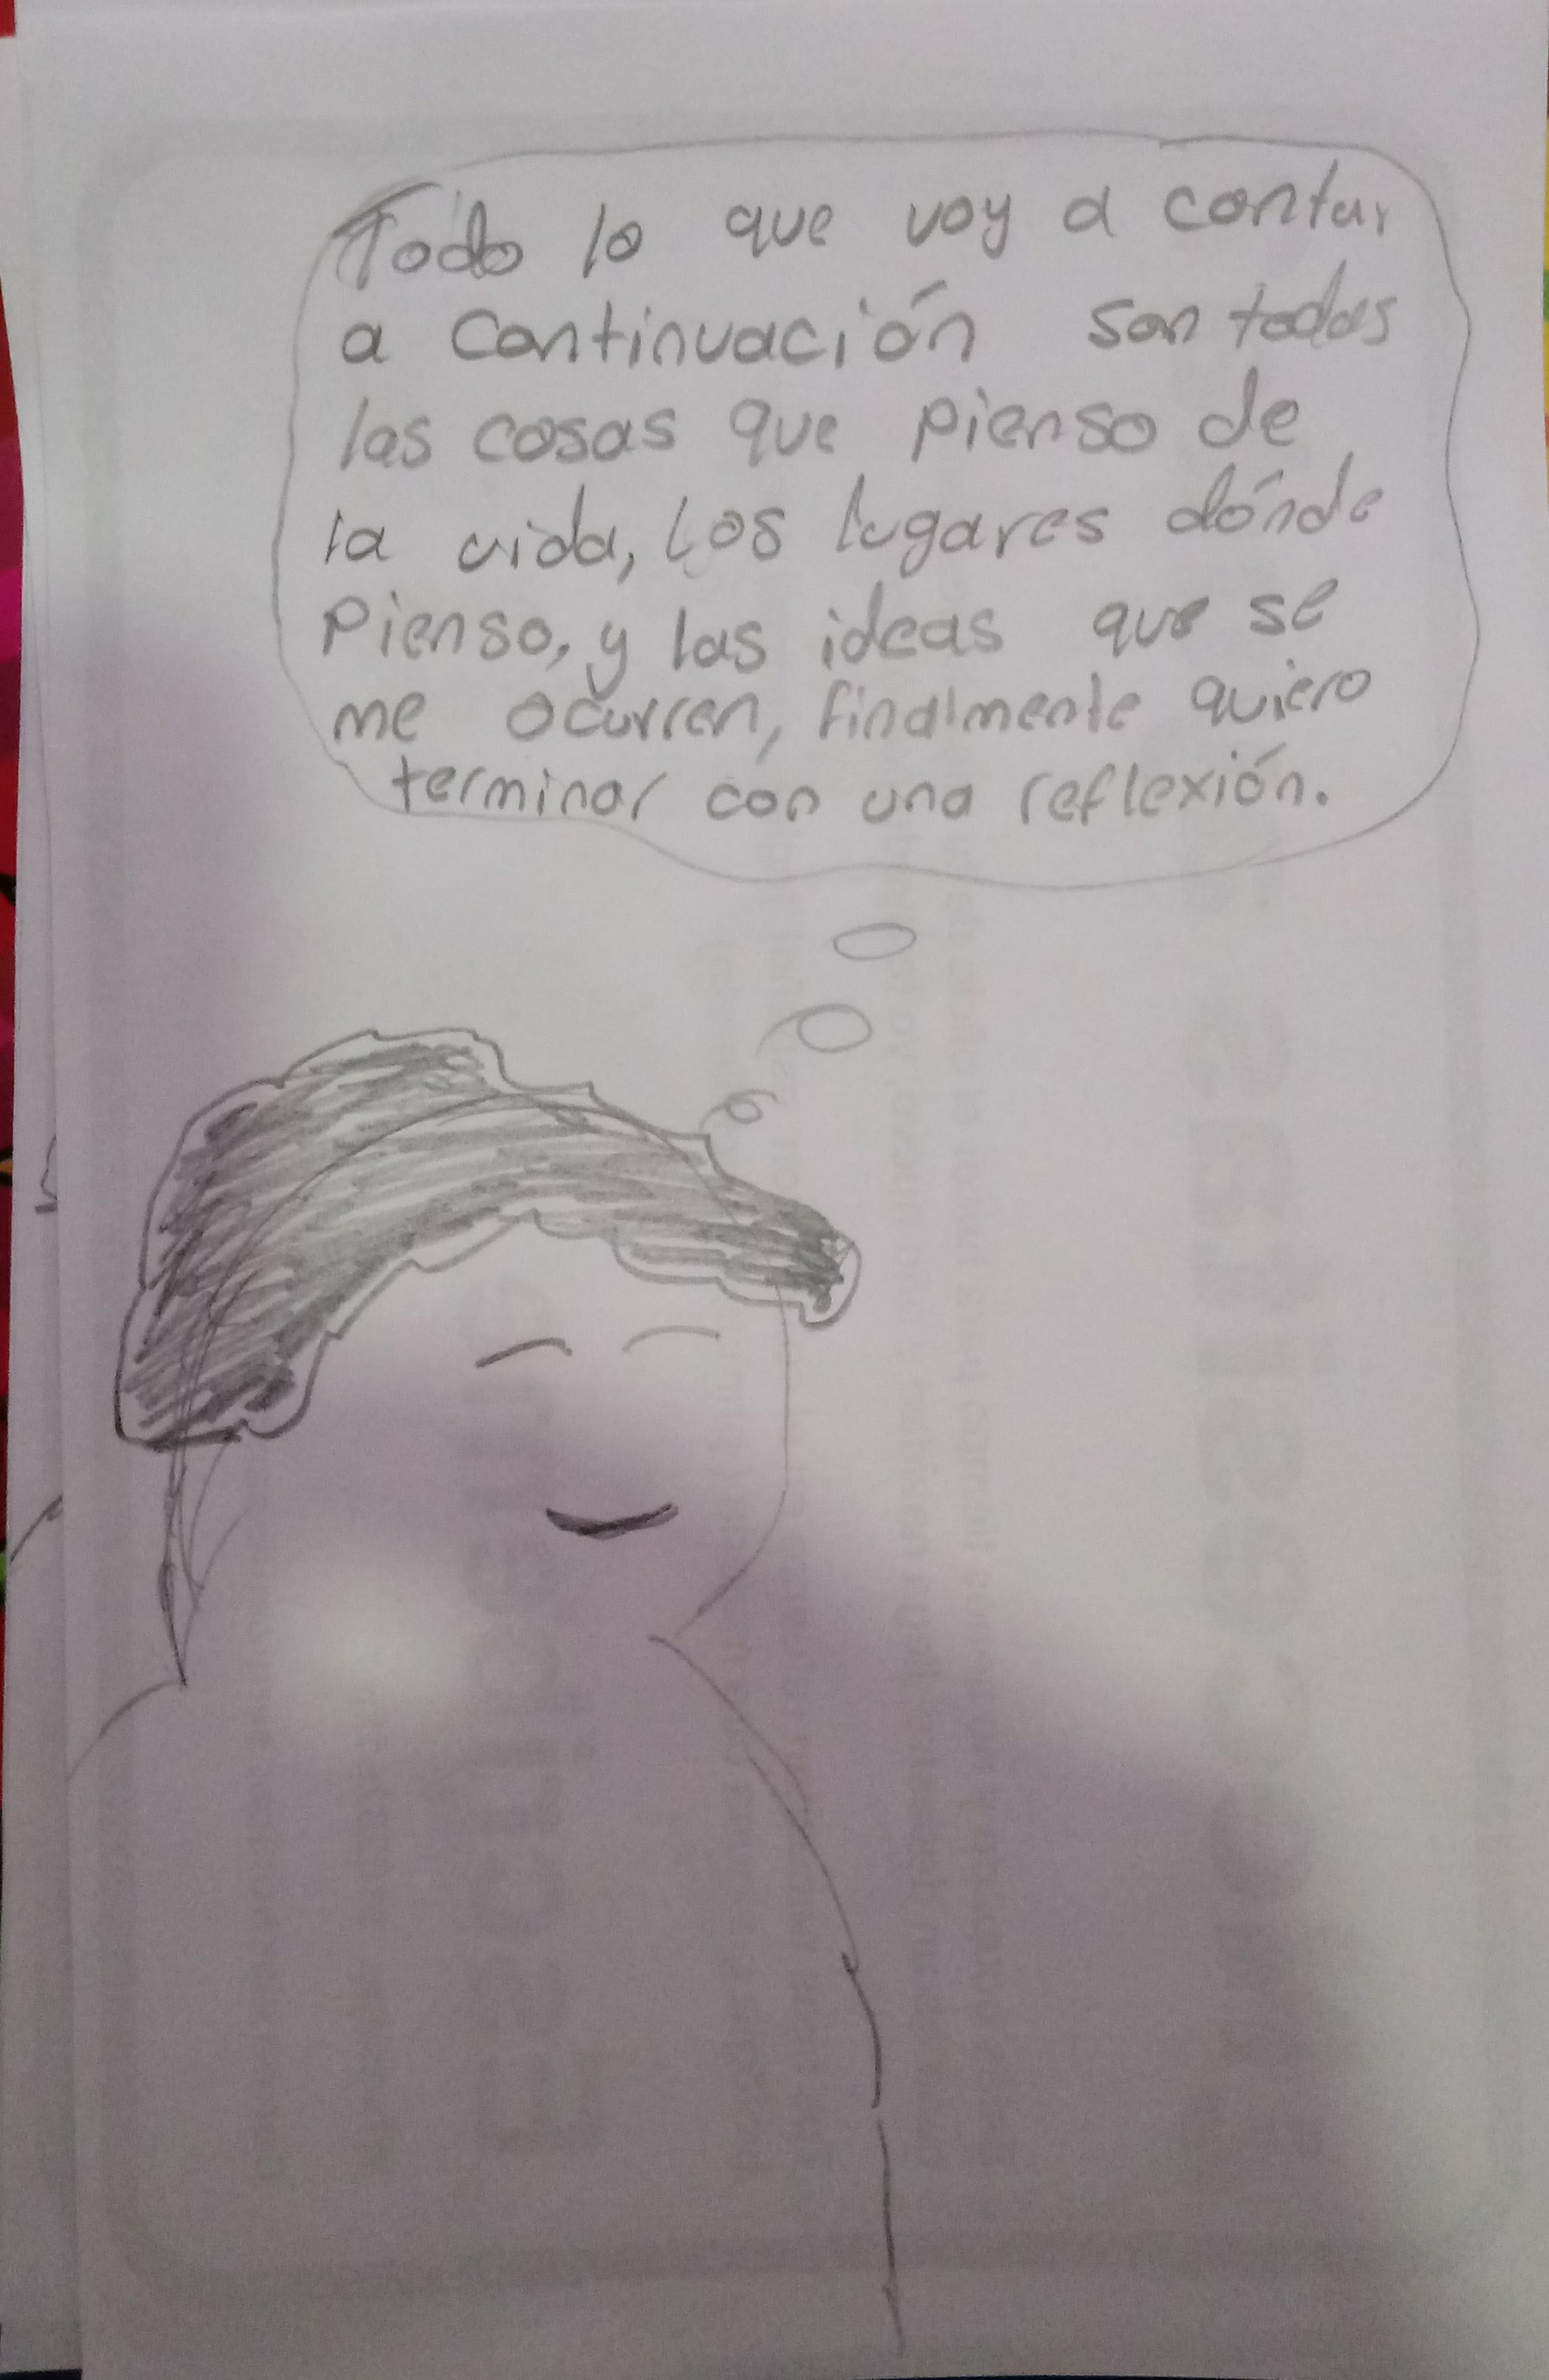 Todo lo que voy a contar
a continuación son todas
las cosas que pienso de
la vida, los lugares dónde
pienso, y las ideas que se
me ocurren, finalmente quiero
terminar con una reflexión.